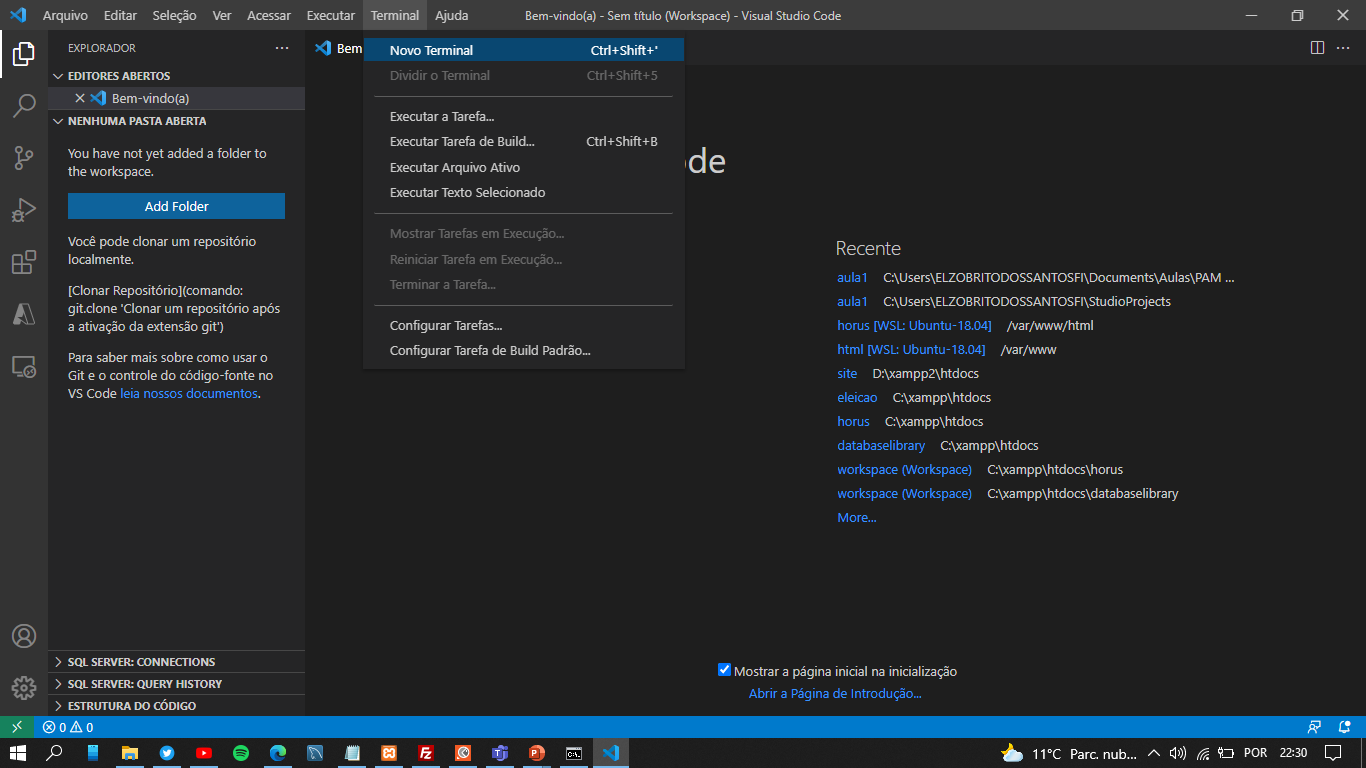 Arquivo Editar Seleção Ver Acessar Executar Terminal Ajuda Bem-vindo(a) - Sem título (Workspace) - Visual Studio Code
EXPLORADOR
EDITORES ABERTOS
Bem-vindo(a)
NENHUMA PASTA ABERTA
You have not yet added a folder to
the workspace.
Add Folder
Você pode clonar um repositório
localmente.
[Clonar Repositório](comando:
git.clone 'Clonar um repositório após
a ativação da extensão git')
Para saber mais sobre como usar o
Git e o controle do código-fonte no
VS Code leia nossos documentos.
SQL SERVER: CONNECTIONS
SQL SERVER: QUERY HISTORY
ESTRUTURA DO CÓDIGO
Bem
Novo Terminal Ctrl+Shift+'
Dividir o Terminal Ctrl+Shift+5
Executar a Tarefa...
Executar Tarefa de Build... Ctrl+Shift+B
Executar Arquivo Ativo
Executar Texto Selecionado
Mostrar Tarefas em Execução...
Reiniciar Tarefa em Execução...
Terminar a Tarefa...
Configurar Tarefas...
Configurar Tarefa de Build Padrão...
ode
Recente
aula1 C:\Users\ELZOBRITODOSSANTOSFI\Documents\Aulas\PAM ...
aula1 C:\Users\ELZOBRITODOSSANTOSFI\StudioProjects
horus [WSL: Ubuntu-18.04] /var/www/html
html [WSL: Ubuntu-18.04] /var/www
site D:\xampp2\htdocs
eleicao C:\xampp\htdocs
horus C:\xampp\htdocs
databaselibrary C:\xampp\htdocs
workspace (Workspace) C:\xampp\htdocs\horus
workspace (Workspace) C:\xampp\htdocs\databaselibrary
More...
Mostrar a página inicial na inicialização
Abrir a Página de Introdução...
0 0
11°C Parc. nub... POR 22:30